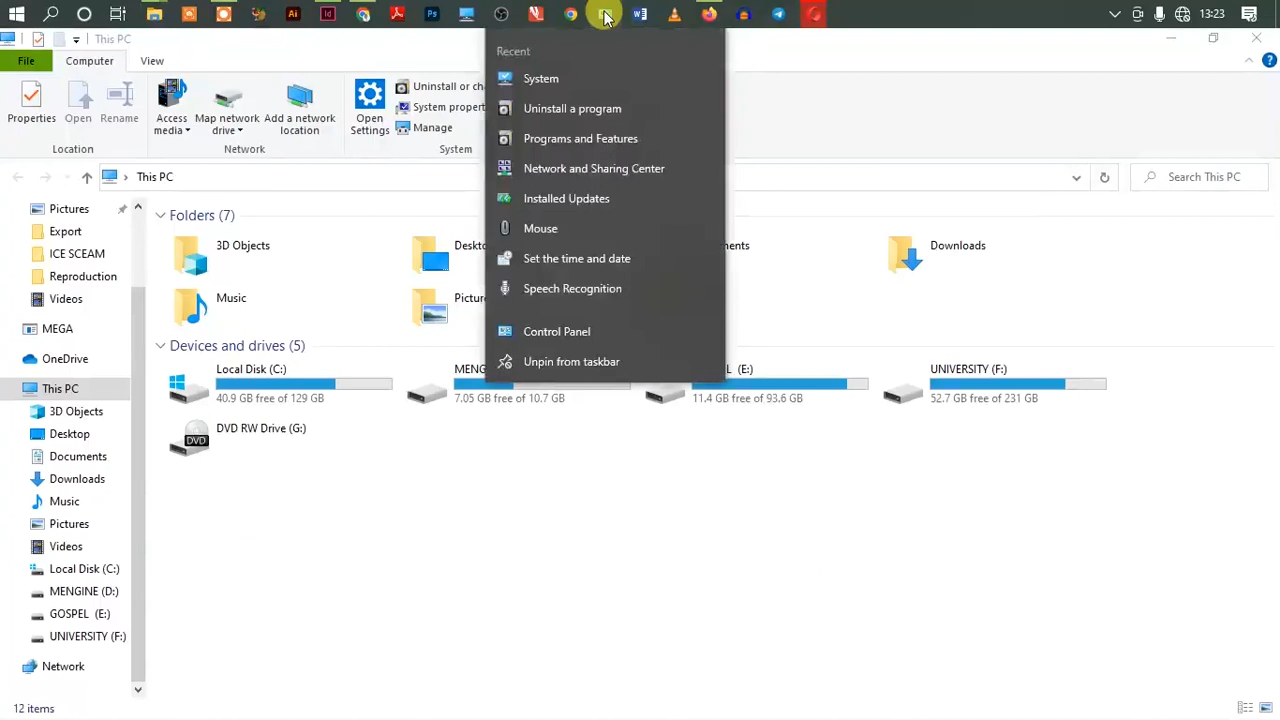 13:23
This PC
File
Computer
View
Properties
Open
Rename
Access
media
Map network
drive
Add a network
location
Open
Settings
Uninstall or ch
System propert
Manage
Location
Network
System
This PC
Search This PC
Recent
System
Uninstall a program
Programs and Features
Network and Sharing Center
Installed Updates
Mouse
Set the time and date
Speech Recognition
Control Panel
Unpin from taskbar
Pictures
Export
ICE SCEAM
Reproduction
Videos
MEGA
OneDrive
This PC
3D Objects
Desktop
Documents
Downloads
Music
Pictures
Videos
Local Disk (C:)
MENGINE (D:)
GOSPEL (E:)
UNIVERSITY (F:)
Network
Folders (7)
3D Objects
Deskt
ments
Downloads
Music
Pictur
Devices and drives (5)
Local Disk (C:)
40.9 GB free of 129 GB
MENG
7.05 GB free of 10.7 GB
L (E:)
11.4 GB free of 93.6 GB
UNIVERSITY (F:)
52.7 GB free of 231 GB
DVD RW Drive (G:)
DVD
12 items